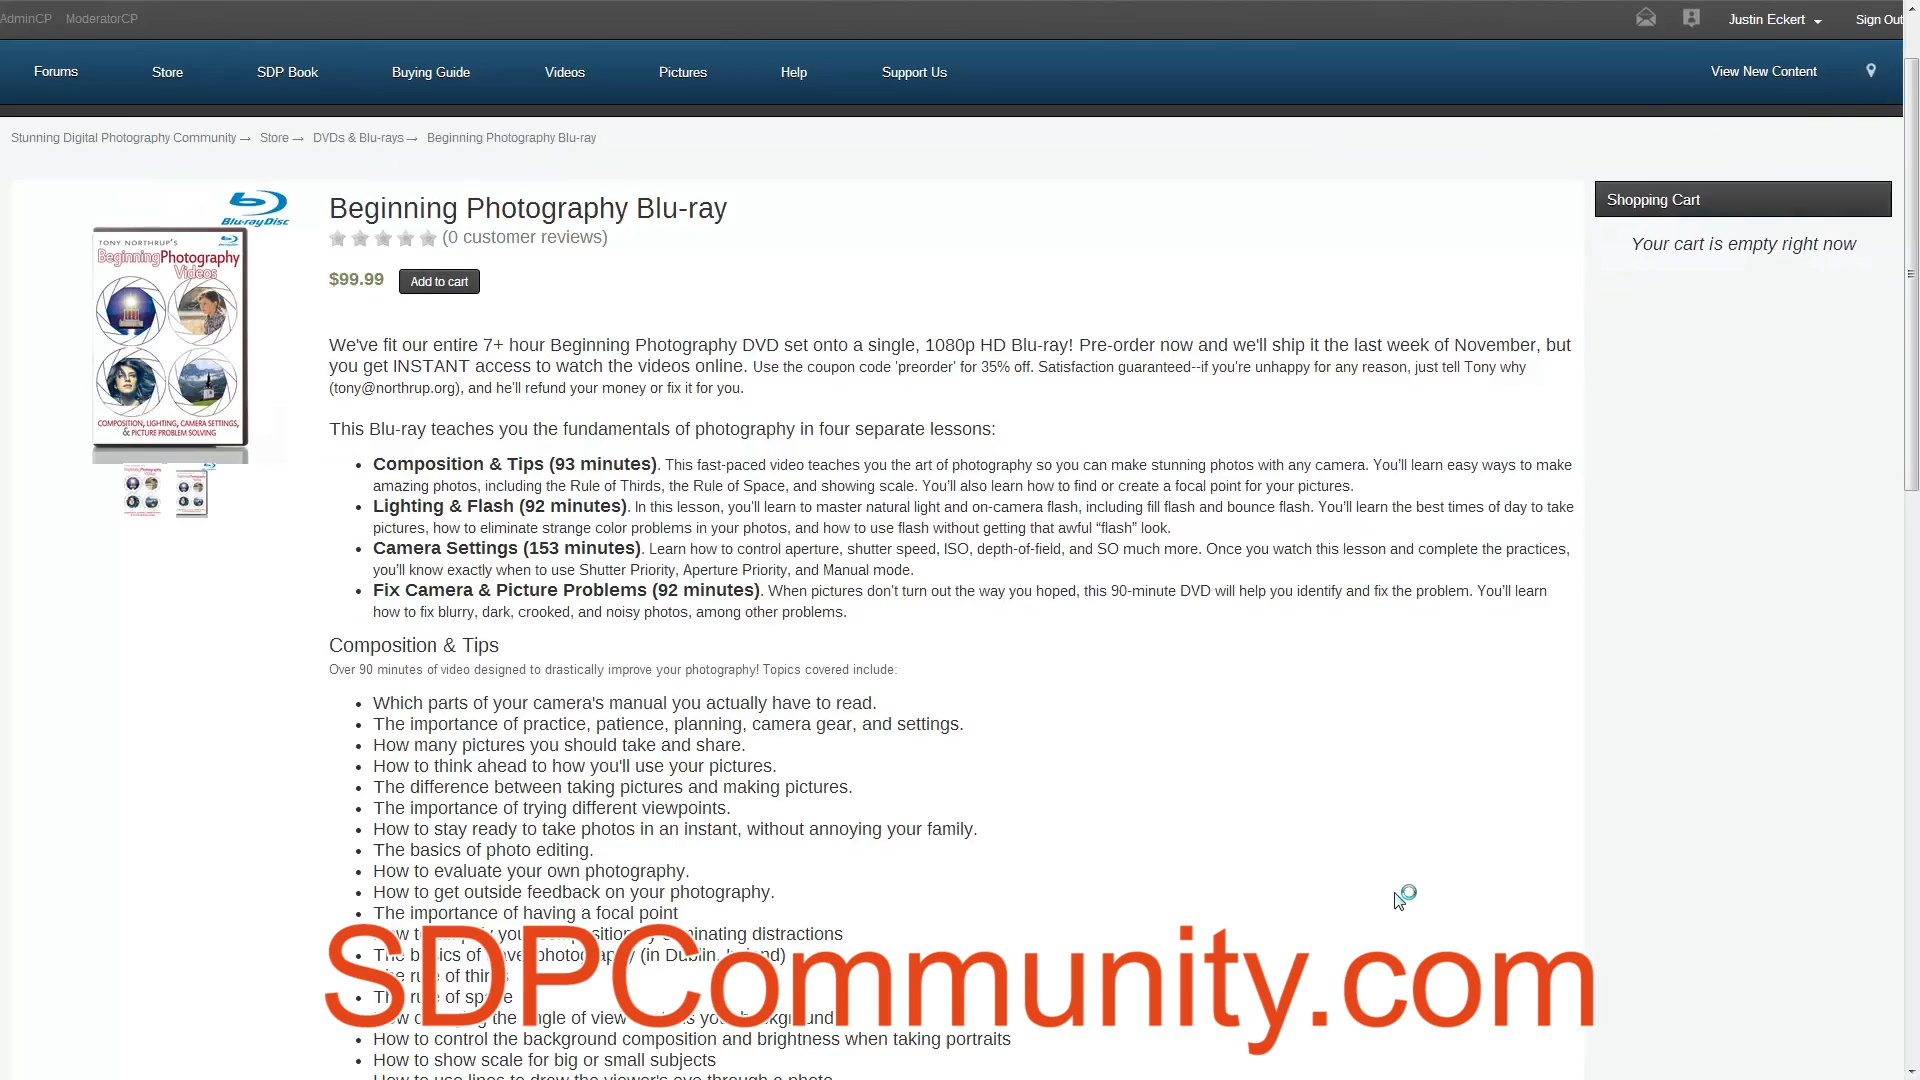 AdminCP ModeratorCP Justin Eckert Sign Out
Forums Store SDP Book Buying Guide Videos Pictures Help Support Us View New Content
Stunning Digital Photography Community → Store → DVDs & Blu-rays → Beginning Photography Blu-ray
Blu-ray Disc
TONY NORTHRUP'S
BeginningPhotography
Videos
COMPOSITION, LIGHTING, CAMERA SETTINGS,
& PICTURE PROBLEM SOLVING
Beginning Photography Blu-ray
(0 customer reviews)
$99.99 Add to cart
We've fit our entire 7+ hour Beginning Photography DVD set onto a single, 1080p HD Blu-ray! Pre-order now and we'll ship it the last week of November, but
you get INSTANT access to watch the videos online. Use the coupon code 'preorder' for 35% off. Satisfaction guaranteed--if you're unhappy for any reason, just tell Tony why
(tony@northrup.org), and he'll refund your money or fix it for you.
This Blu-ray teaches you the fundamentals of photography in four separate lessons:
• Composition & Tips (93 minutes). This fast-paced video teaches you the art of photography so you can make stunning photos with any camera. You'll learn easy ways to make
amazing photos, including the Rule of Thirds, the Rule of Space, and showing scale. You'll also learn how to find or create a focal point for your pictures.
• Lighting & Flash (92 minutes). In this lesson, you'll learn to master natural light and on-camera flash, including fill flash and bounce flash. You'll learn the best times of day to take
pictures, how to eliminate strange color problems in your photos, and how to use flash without getting that awful “flash” look.
• Camera Settings (153 minutes). Learn how to control aperture, shutter speed, ISO, depth-of-field, and SO much more. Once you watch this lesson and complete the practices,
you'll know exactly when to use Shutter Priority, Aperture Priority, and Manual mode.
• Fix Camera & Picture Problems (92 minutes). When pictures don't turn out the way you hoped, this 90-minute DVD will help you identify and fix the problem. You'll learn
how to fix blurry, dark, crooked, and noisy photos, among other problems.
Composition & Tips
Over 90 minutes of video designed to drastically improve your photography! Topics covered include:
• Which parts of your camera's manual you actually have to read.
• The importance of practice, patience, planning, camera gear, and settings.
• How many pictures you should take and share.
• How to think ahead to how you'll use your pictures.
• The difference between taking pictures and making pictures.
• The importance of trying different viewpoints.
• How to stay ready to take photos in an instant, without annoying your family.
• The basics of photo editing.
• How to evaluate your own photography.
• How to get outside feedback on your photography.
• The importance of having a focal point
distractions
of (in Dublin,
rule of
of
the angle of view
• How to control the background composition and brightness when taking portraits
• How to show scale for big or small subjects
How to use lines to draw the viewer's eye through a photo
SDPCommunity.com
Shopping Cart
Your cart is empty right now